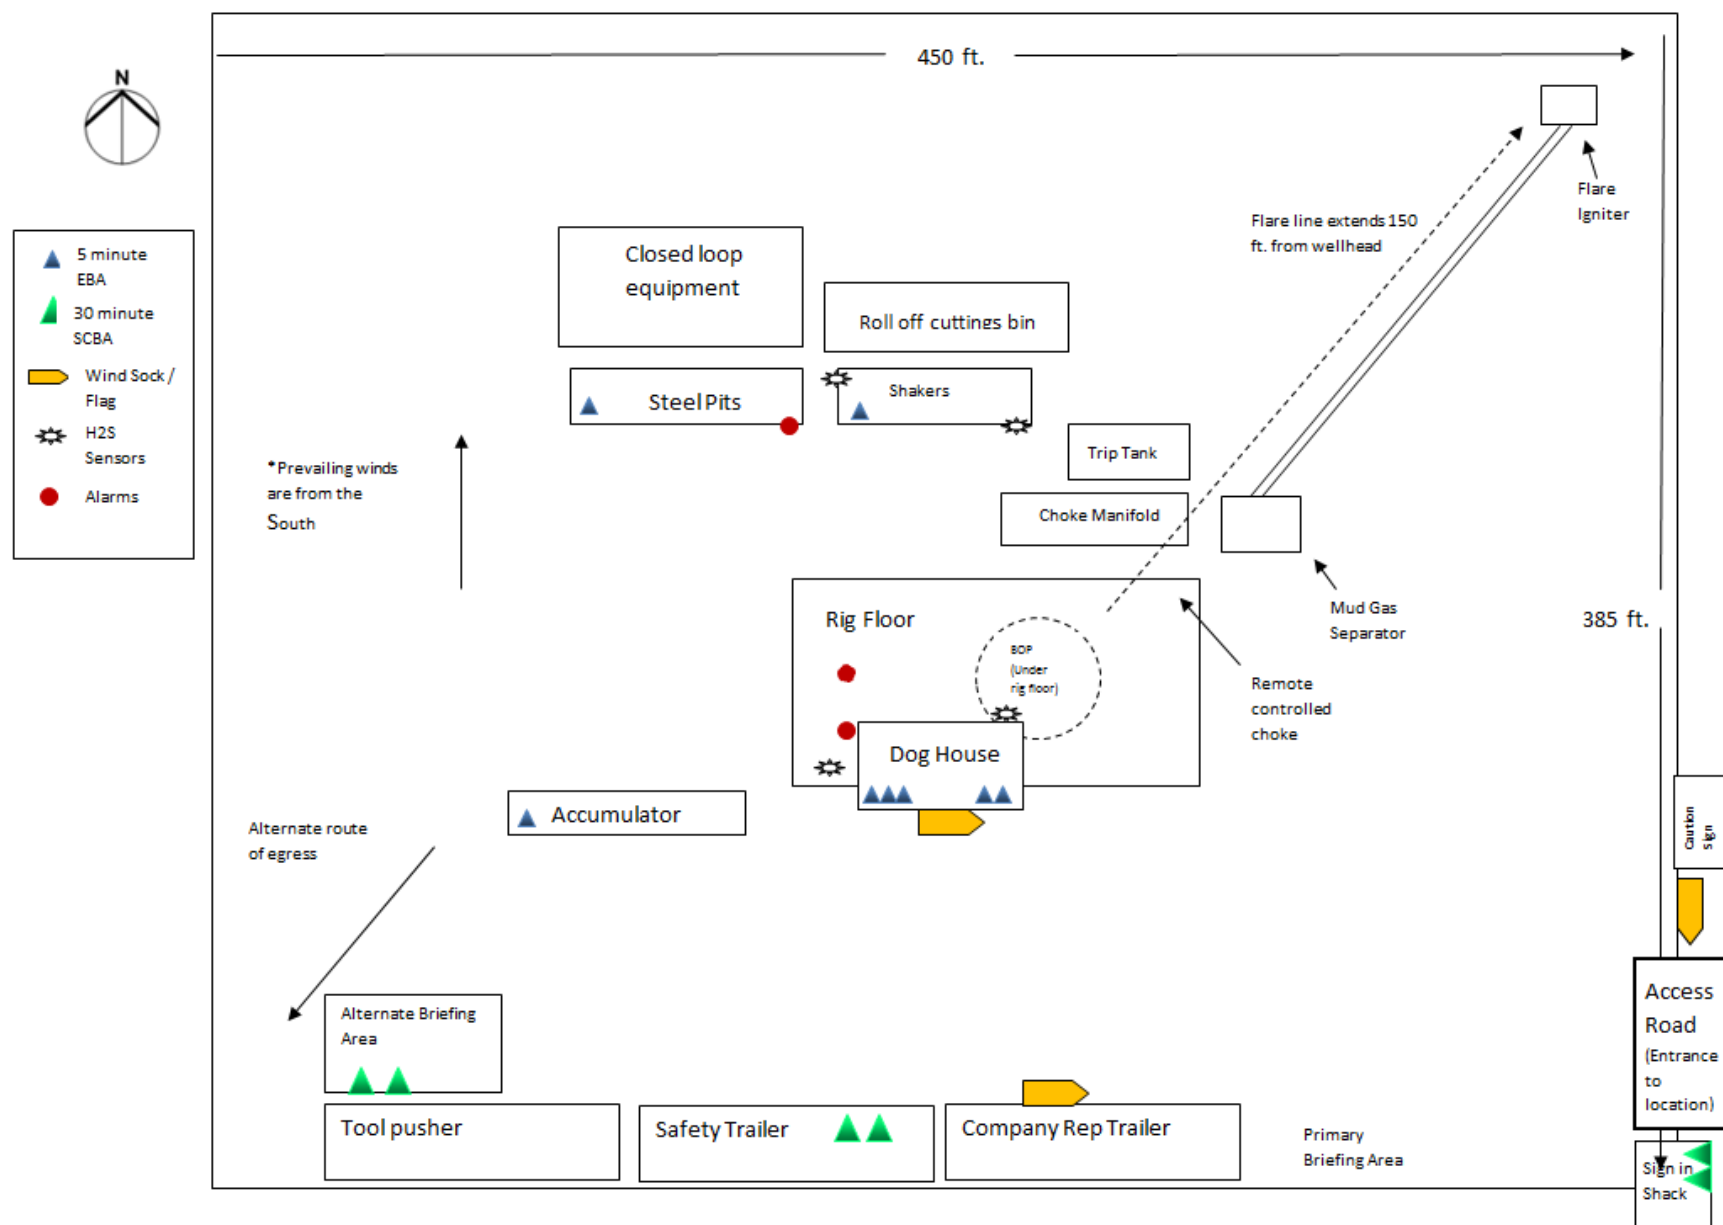 450 ft.
N
Flare
Igniter
Flare line extends 150
ft. from wellhead
5 minute
EBA
30 minute
SCBA
Wind Sock /
Flag
H2S
Sensors
Alarms
Closed loop
equipment
Roll off cuttings bin
Steel Pits
Shakers
Trip Tank
Choke Manifold
*Prevailing winds
are from the
South
Mud Gas
Separator
385 ft.
Rig Floor
BOP
(Under
rig floor)
Remote
controlled
choke
Dog House
Accumulator
Alternate route
of egress
Caution
Sign
Access
Road
(Entrance
to
location)
Alternate Briefing
Area
Tool pusher
Safety Trailer
Company Rep Trailer
Primary
Briefing Area
Sign in
Shack